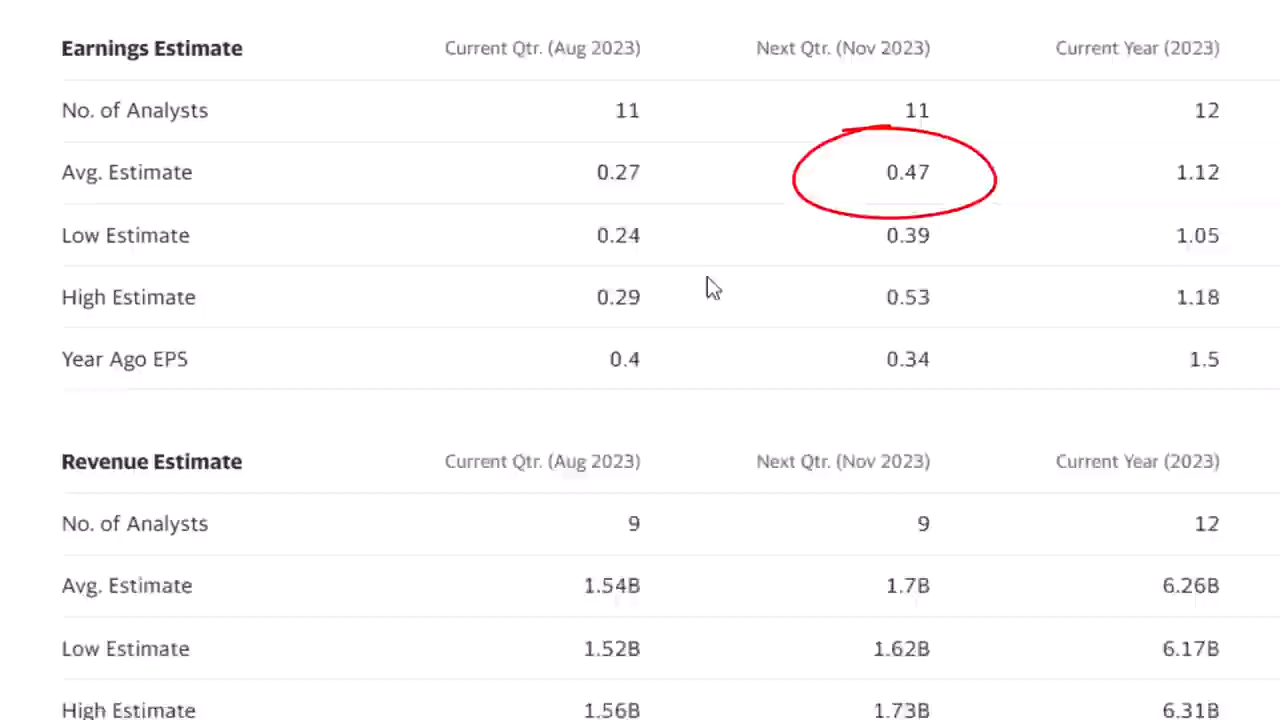 Earnings Estimate Current Qtr. (Aug 2023) Next Qtr. (Nov 2023) Current Year (2023)
No. of Analysts 11 11 12
Avg. Estimate 0.27 0.47 1.12
Low Estimate 0.24 0.39 1.05
High Estimate 0.29 0.53 1.18
Year Ago EPS 0.4 0.34 1.5
Revenue Estimate Current Qtr. (Aug 2023) Next Qtr. (Nov 2023) Current Year (2023)
No. of Analysts 9 9 12
Avg. Estimate 1.54B 1.7B 6.26B
Low Estimate 1.52B 1.62B 6.17B
High Estimate 1.56B 1.73B 6.31B